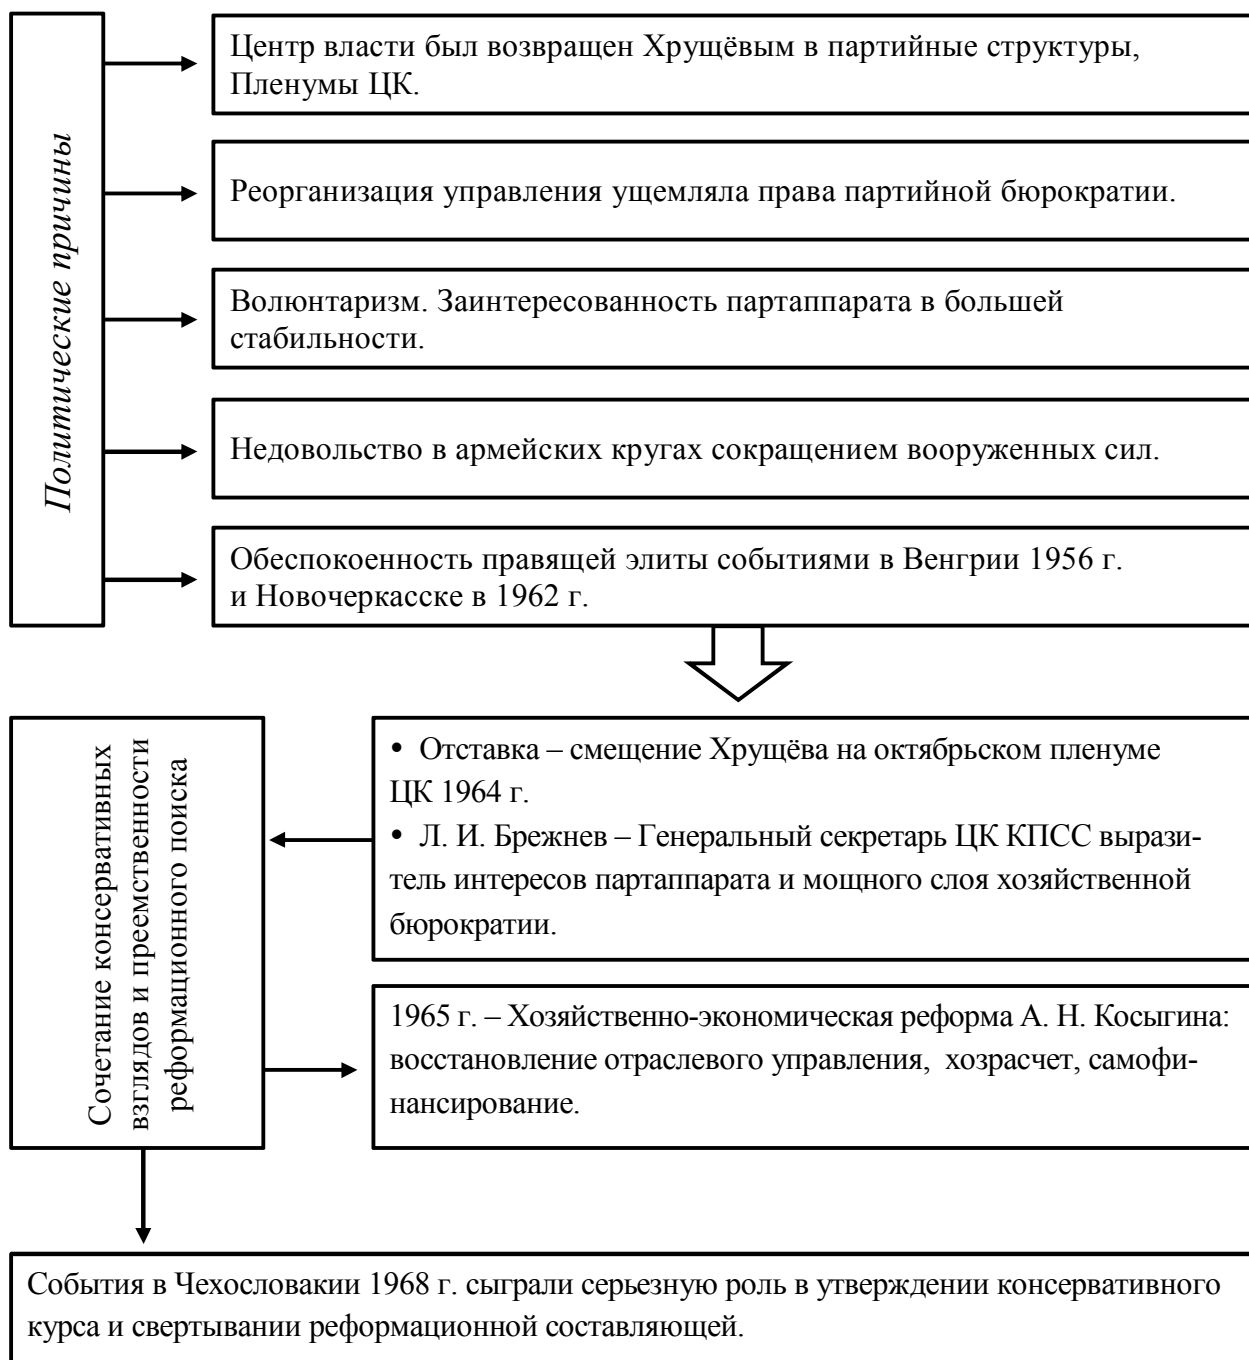 Политические причины
Центр власти был возвращен Хрущёвым в партийные структуры,
Пленумы ЦК.
Реорганизация управления ущемляла права партийной бюрократии.
Волюнтаризм. Заинтересованность партаппарата в большей
стабильности.
Недовольство в армейских кругах сокращением вооруженных сил.
Обеспокоенность правящей элиты событиями в Венгрии 1956 г.
и Новочеркасске в 1962 г.
• Отставка – смещение Хрущёва на октябрьском пленуме
ЦК 1964 г.
• Л. И. Брежнев – Генеральный секретарь ЦК КПСС вырази-
тель интересов партаппарата и мощного слоя хозяйственной
бюрократии.
Сочетание консервативных
взглядов и преемственности
реформационного поиска
1965 г. – Хозяйственно-экономическая реформа А. Н. Косыгина:
восстановление отраслевого управления, хозрасчет, самофи-
нансирование.
События в Чехословакии 1968 г. сыграли серьезную роль в утверждении консервативного
курса и свертывании реформационной составляющей.